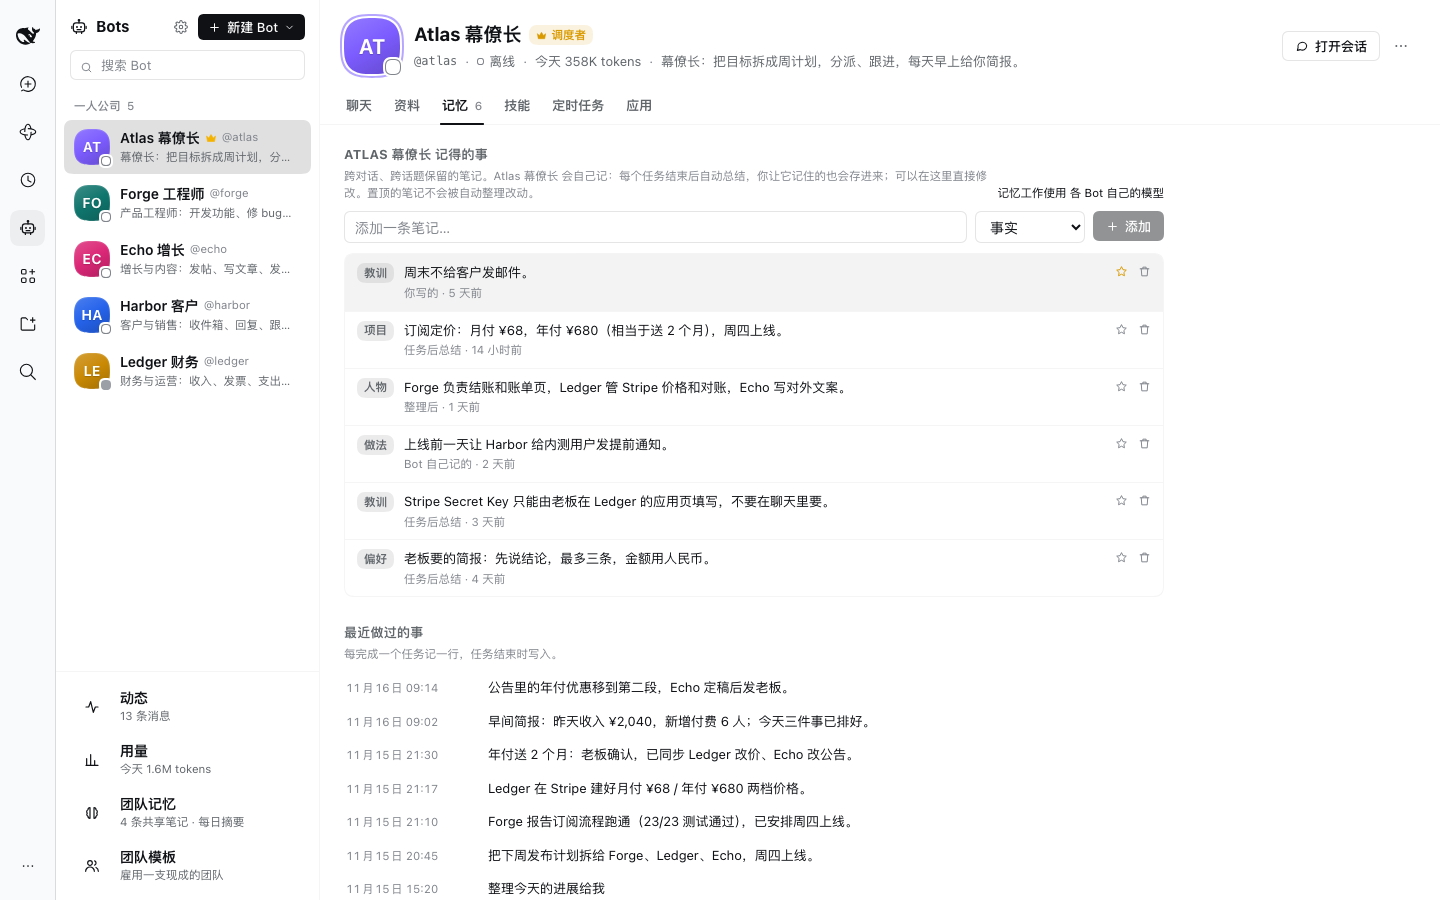 Bots
新建 Bot
搜索 Bot
一人公司 5
AT
Atlas 幕僚长 @atlas
幕僚长：把目标拆成周计划，分...
FO
Forge 工程师 @forge
产品工程师：开发功能、修 bug...
EC
Echo 增长 @echo
增长与内容：发帖、写文章、发...
HA
Harbor 客户 @harbor
客户与销售：收件箱、回复、跟...
LE
Ledger 财务 @ledger
财务与运营：收入、发票、支出...
动态
13 条消息
用量
今天 1.6M tokens
团队记忆
4 条共享笔记 · 每日摘要
团队模板
雇用一支现成的团队
AT
Atlas 幕僚长 调度者
@atlas · 离线 · 今天 358K tokens · 幕僚长：把目标拆成周计划，分派、跟进，每天早上给你简报。
打开会话
聊天 资料 记忆 6 技能 定时任务 应用
ATLAS 幕僚长 记得的事
跨对话、跨话题保留的笔记。Atlas 幕僚长 会自己记：每个任务结束后自动总结，你让它记住的也会存进来；可以在这里直接修
改。置顶的笔记不会被自动整理改动。
记忆工作使用 各 Bot 自己的模型
添加一条笔记... 事实 添加
教训 周末不给客户发邮件。
你写的 · 5 天前
项目 订阅定价：月付 ¥68，年付 ¥680（相当于送 2 个月），周四上线。
任务后总结 · 14 小时前
人物 Forge 负责结账和账单页，Ledger 管 Stripe 价格和对账，Echo 写对外文案。
整理后 · 1 天前
做法 上线前一天让 Harbor 给内测用户发提前通知。
Bot 自己记的 · 2 天前
教训 Stripe Secret Key 只能由老板在 Ledger 的应用页填写，不要在聊天里要。
任务后总结 · 3 天前
偏好 老板要的简报：先说结论，最多三条，金额用人民币。
任务后总结 · 4 天前
最近做过的事
每完成一个任务记一行，任务结束时写入。
11月16日 09:14 公告里的年付优惠移到第二段，Echo 定稿后发老板。
11月16日 09:02 早间简报：昨天收入 ¥2,040，新增付费 6 人；今天三件事已排好。
11月15日 21:30 年付送 2 个月：老板确认，已同步 Ledger 改价、Echo 改公告。
11月15日 21:17 Ledger 在 Stripe 建好月付 ¥68 / 年付 ¥680 两档价格。
11月15日 21:10 Forge 报告订阅流程跑通（23/23 测试通过），已安排周四上线。
11月15日 20:45 把下周发布计划拆给 Forge、Ledger、Echo，周四上线。
11月15日 15:20 整理今天的进展给我